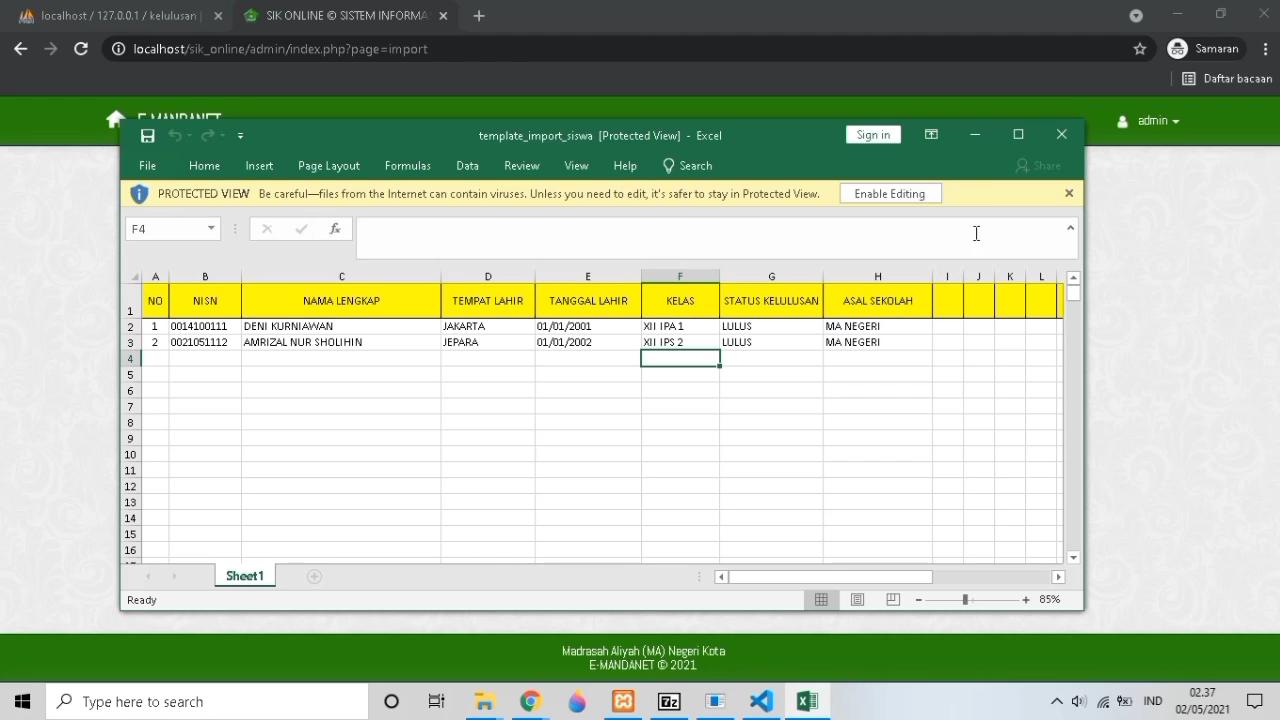 localhost / 127.0.0.1 / kelulusan
SIK ONLINE © SISTEM INFORMA
localhost/sik_online/admin/index.php?page=import
Samaran
Daftar bacaan
E-MANDANET
admin
template_import_siswa [Protected View] - Excel
Sign in
File Home Insert Page Layout Formulas Data Review View Help Search Share
PROTECTED VIEW Be careful—files from the Internet can contain viruses. Unless you need to edit, it's safer to stay in Protected View. Enable Editing
F4 fx
A B C D E F G H I J K L
1 NO NISN NAMA LENGKAP TEMPAT LAHIR TANGGAL LAHIR KELAS STATUS KELULUSAN ASAL SEKOLAH
2 1 0014100111 DENI KURNIAWAN JAKARTA 01/01/2001 XII IPA 1 LULUS MA NEGERI
3 2 0021051112 AMRIZAL NUR SHOLIHIN JEPARA 01/01/2002 XII IPS 2 LULUS MA NEGERI
4
5
6
7
8
9
10
11
12
13
14
15
16
Sheet1
Ready
85%
Madrasah Aliyah (MA) Negeri Kota
E-MANDANET © 2021
Type here to search
7z
IND
02.37
02/05/2021